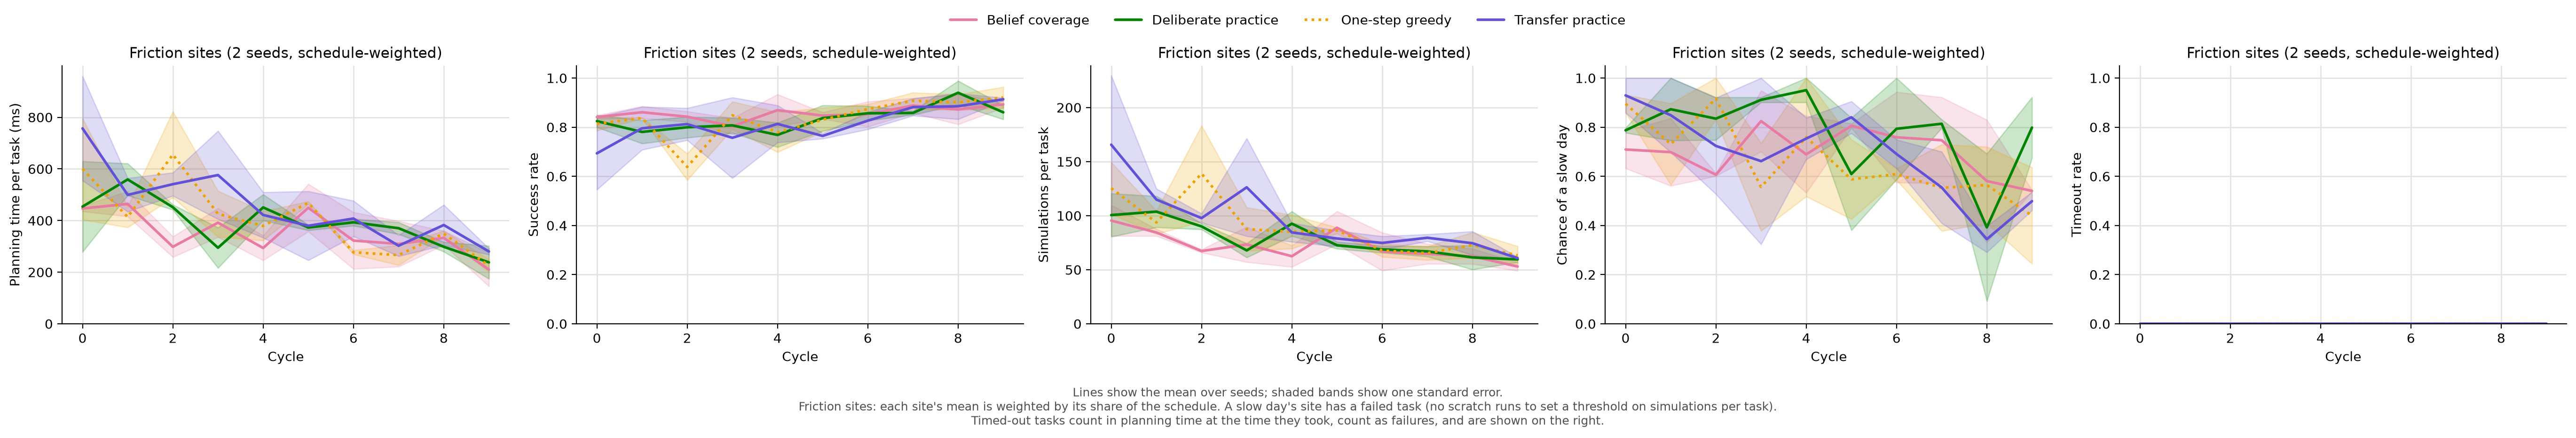 Belief coverage Deliberate practice One-step greedy Transfer practice
Friction sites (2 seeds, schedule-weighted)
Planning time per task (ms)
0 200 400 600 800
0 2 4 6 8
Cycle
Friction sites (2 seeds, schedule-weighted)
Success rate
0.0 0.2 0.4 0.6 0.8 1.0
0 2 4 6 8
Cycle
Friction sites (2 seeds, schedule-weighted)
Simulations per task
0 50 100 150 200
0 2 4 6 8
Cycle
Friction sites (2 seeds, schedule-weighted)
Chance of a slow day
0.0 0.2 0.4 0.6 0.8 1.0
0 2 4 6 8
Cycle
Friction sites (2 seeds, schedule-weighted)
Timeout rate
0.0 0.2 0.4 0.6 0.8 1.0
0 2 4 6 8
Cycle
Lines show the mean over seeds; shaded bands show one standard error.
Friction sites: each site's mean is weighted by its share of the schedule. A slow day's site has a failed task (no scratch runs to set a threshold on simulations per task).
Timed-out tasks count in planning time at the time they took, count as failures, and are shown on the right.